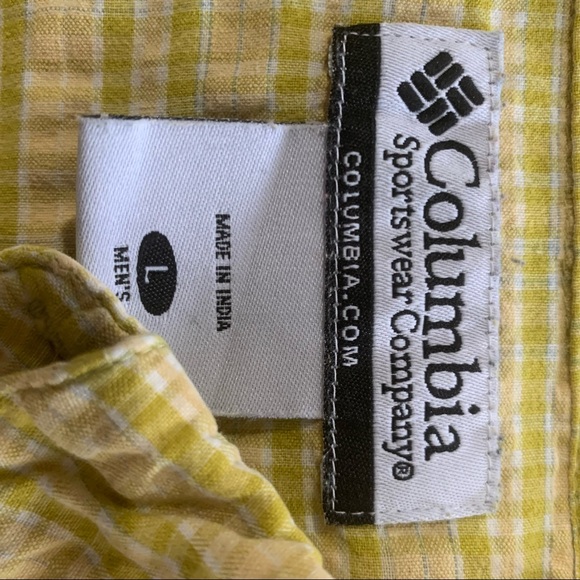 Columbia
Sportswear Company®
COLUMBIA.COM
MADE IN INDIA
L
MEN'S